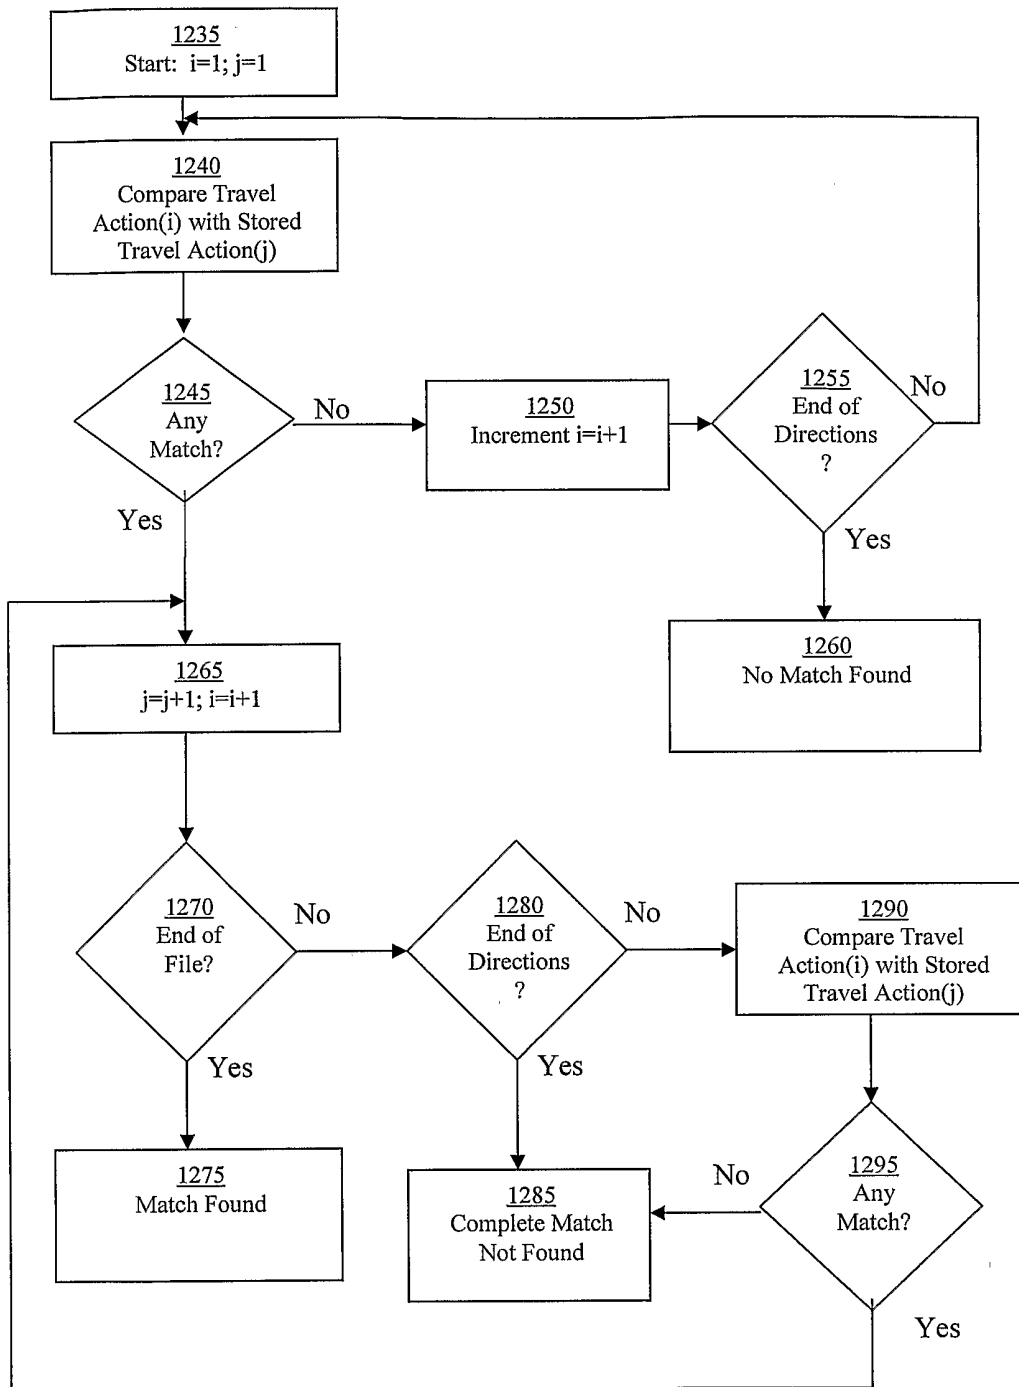 1235
Start: i=1; j=1
1240
Compare Travel
Action(i) with Stored
Travel Action(j)
1245
Any
Match?
No
Yes
1250
Increment i=i+1
1255
End of
Directions
?
No
Yes
1260
No Match Found
1265
j=j+1; i=i+1
1270
End of
File?
No
Yes
1275
Match Found
1280
End of
Directions
?
No
Yes
1285
Complete Match
Not Found
1290
Compare Travel
Action(i) with Stored
Travel Action(j)
1295
Any
Match?
No
Yes